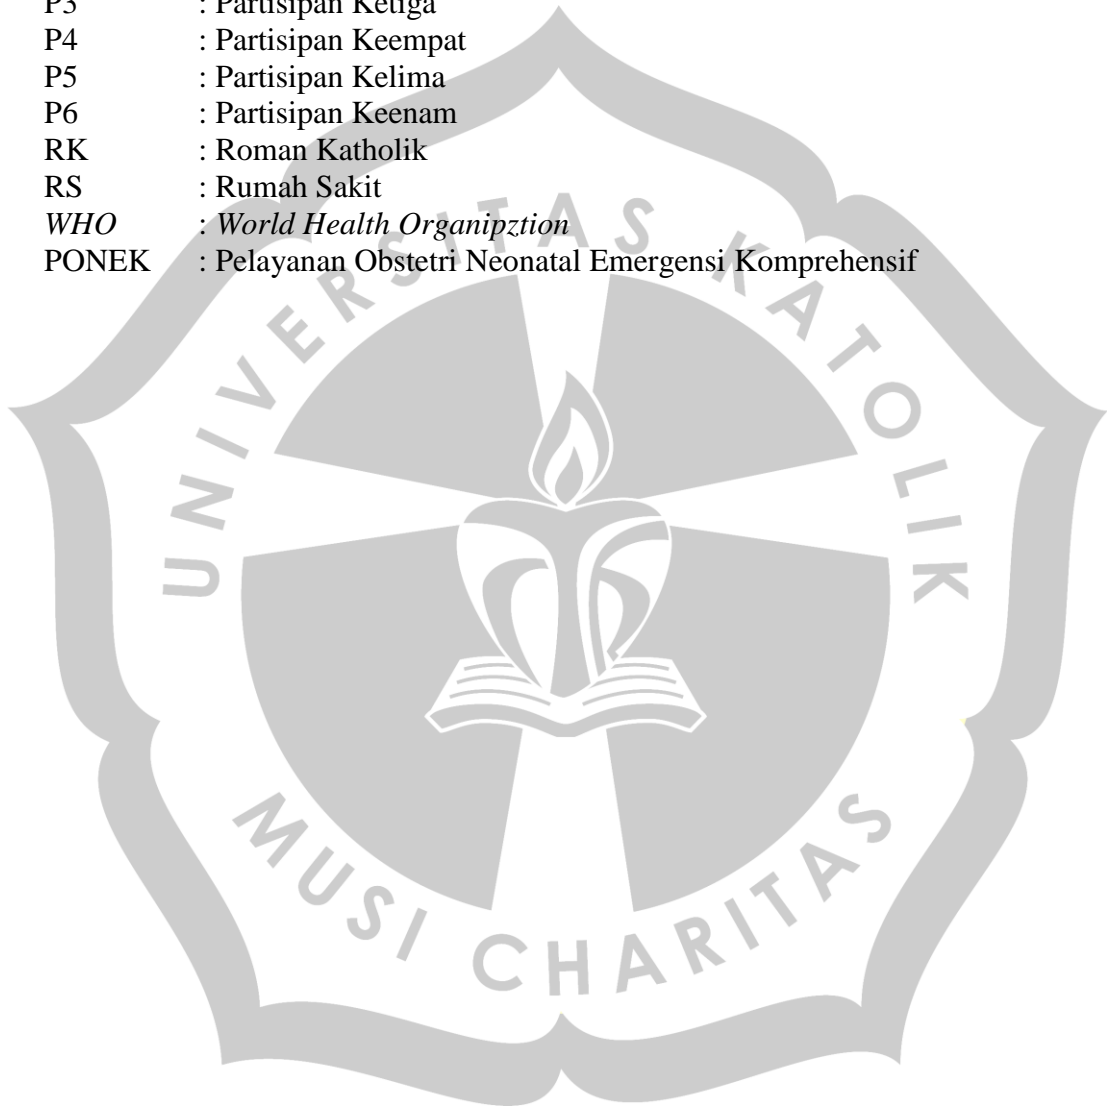 P3 : Partisipan Ketiga
P4 : Partisipan Keempat
P5 : Partisipan Kelima
P6 : Partisipan Keenam
RK : Roman Katholik
RS : Rumah Sakit
WHO : World Health Organipztion
PONEK : Pelayanan Obstetri Neonatal Emergensi Komprehensif
UNIVERSITAS KATOLIK
MUSI CHARITAS